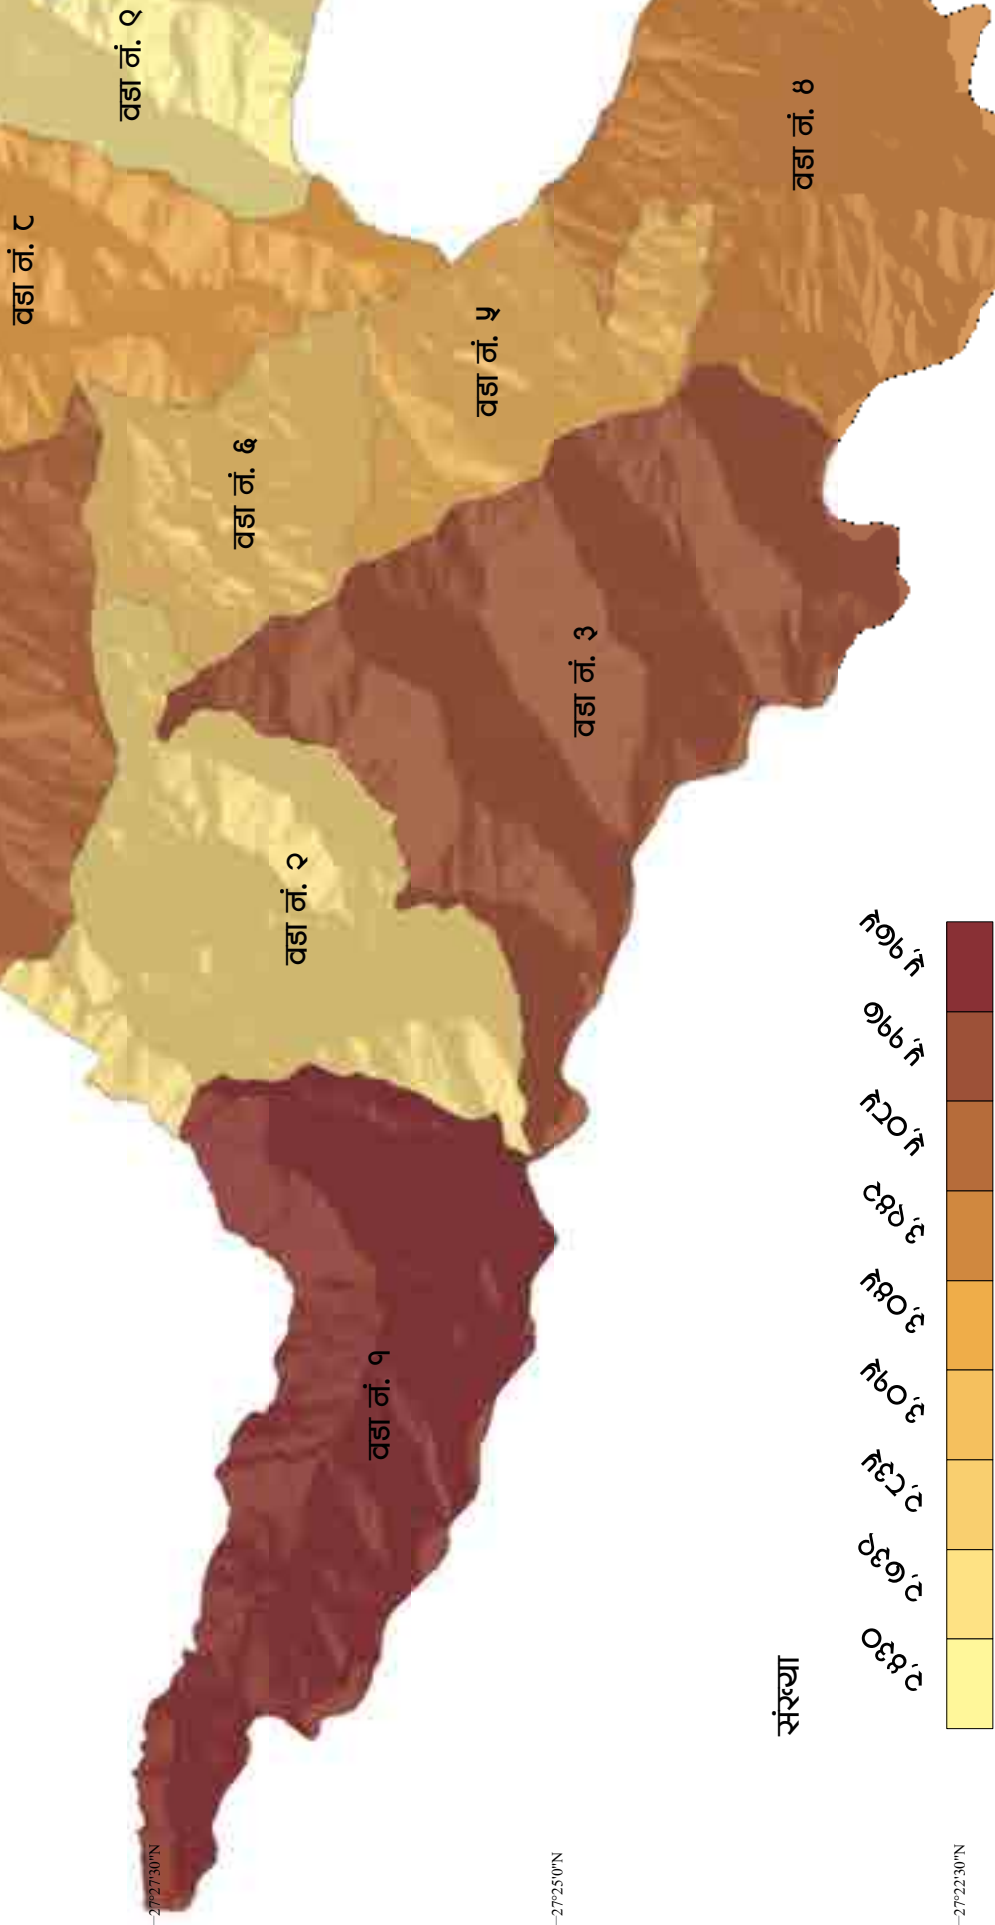 वडा नं. ९
वडा नं. ८
वडा नं. ४
वडा नं. ५
वडा नं. ६
वडा नं. ३
वडा नं. २
वडा नं. १
संख्या
२,४३०
२,७३९
२,८३५
३,०१५
३,०४५
३,९४८
५,०८५
५,११७
५,१७५
27°27'30"N
27°25'0"N
27°22'30"N